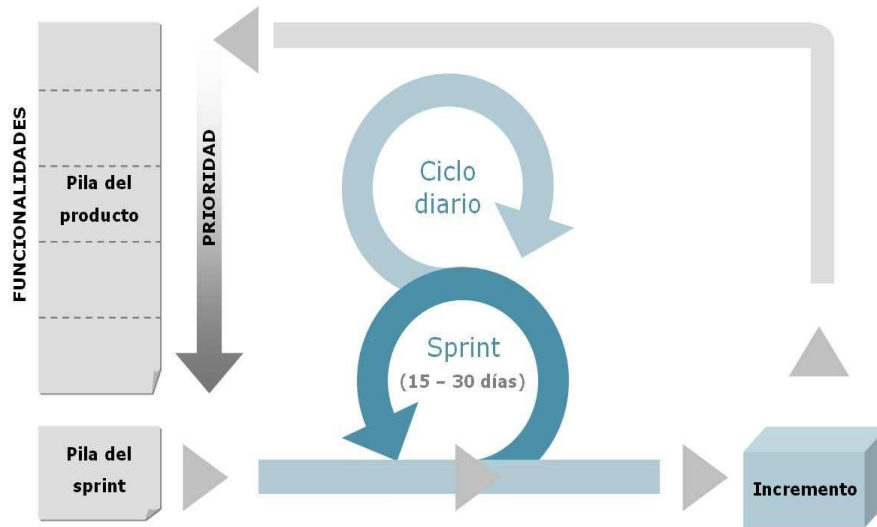 FUNCIONALIDADES
Pila del
producto
PRIORIDAD
Ciclo
diario
Sprint
(15 – 30 días)
Pila del
sprint
Incremento